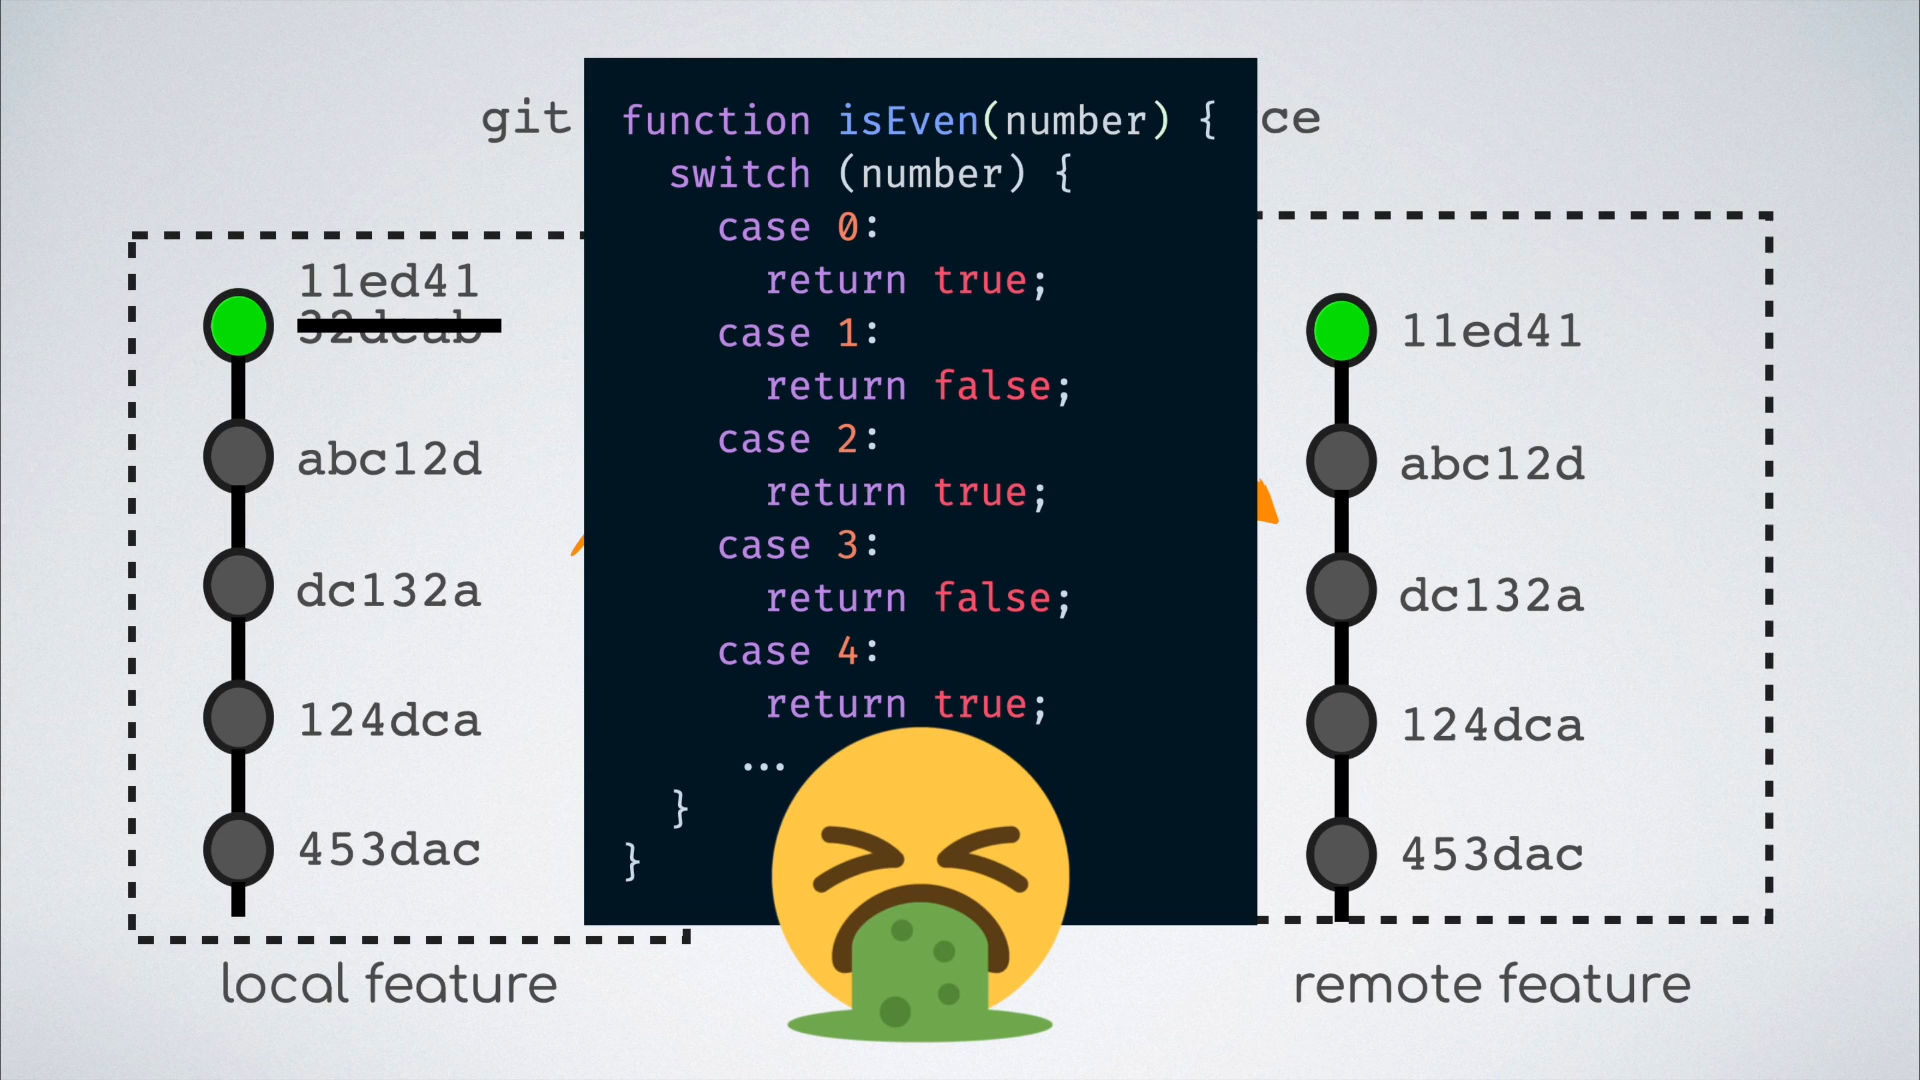 git
ce
function isEven(number) {
switch (number) {
case 0:
return true;
case 1:
return false;
case 2:
return true;
case 3:
return false;
case 4:
return true;
...
}
}
11ed41
32dcab
abc12d
dc132a
124dca
453dac
local feature
11ed41
abc12d
dc132a
124dca
453dac
remote feature